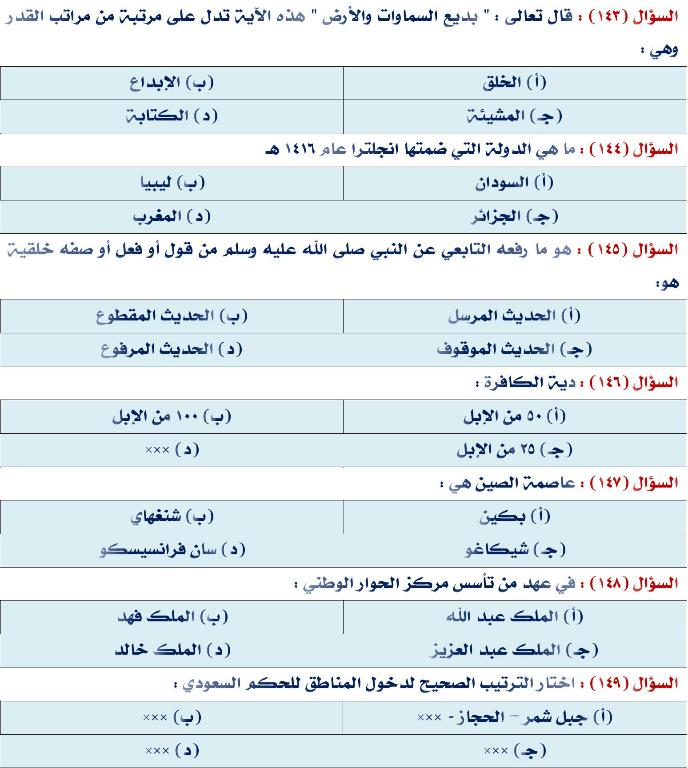 السؤال (١٤٣) : قال تعالى : " بديع السماوات والأرض " هذه الآية تدل على مرتبة من مراتب القدر
وهي :
(أ) الخلق (ب) الإبداع
(جـ) المشيئة (د) الكتابة
السؤال (١٤٤) : ما هي الدولة التي ضمتها انجلترا عام ١٤١٦ هـ
(أ) السودان (ب) ليبيا
(جـ) الجزائر (د) المغرب
السؤال (١٤٥) : هو ما رفعه التابعي عن النبي صلى الله عليه وسلم من قول أو فعل أو صفه خلقية
هو:
(أ) الحديث المرسل (ب) الحديث المقطوع
(جـ) الحديث الموقوف (د) الحديث المرفوع
السؤال (١٤٦) : دية الكافرة :
(أ) ٥٠ من الإبل (ب) ١٠٠ من الإبل
(جـ) ٢٥ من الإبل (د) ×××
السؤال (١٤٧) : عاصمة الصين هي :
(أ) بكين (ب) شنغهاي
(جـ) شيكاغو (د) سان فرانسيسكو
السؤال (١٤٨) : في عهد من تأسس مركز الحوار الوطني :
(أ) الملك عبد الله (ب) الملك فهد
(جـ) الملك عبد العزيز (د) الملك خالد
السؤال (١٤٩) : اختار الترتيب الصحيح لدخول المناطق للحكم السعودي :
(أ) جبل شمر – الحجاز - ××× (ب) ×××
(جـ) ××× (د) ×××